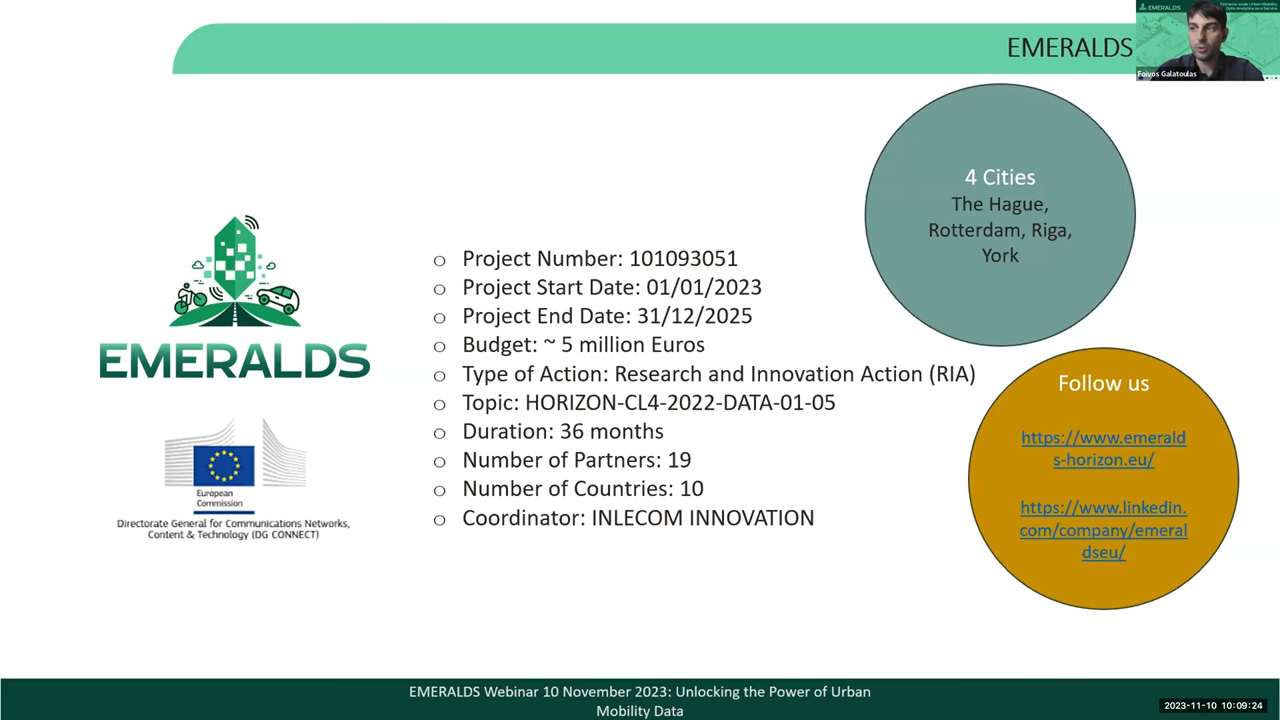 EMERALDS
EMERALDS
Foivos Galatoulas
4 Cities
The Hague,
Rotterdam, Riga,
York
EMERALDS
European
Commission
Directorate General for Communications Networks,
Content & Technology (DG CONNECT)
o Project Number: 101093051
o Project Start Date: 01/01/2023
o Project End Date: 31/12/2025
o Budget: ~ 5 million Euros
o Type of Action: Research and Innovation Action (RIA)
o Topic: HORIZON-CL4-2022-DATA-01-05
o Duration: 36 months
o Number of Partners: 19
o Number of Countries: 10
o Coordinator: INLECOM INNOVATION
Follow us
https://www.emerald
s-horizon.eu/
https://www.linkedin.
com/company/emeral
dseu/
EMERALDS Webinar 10 November 2023: Unlocking the Power of Urban
Mobility Data
2023-11-10 10:09:24